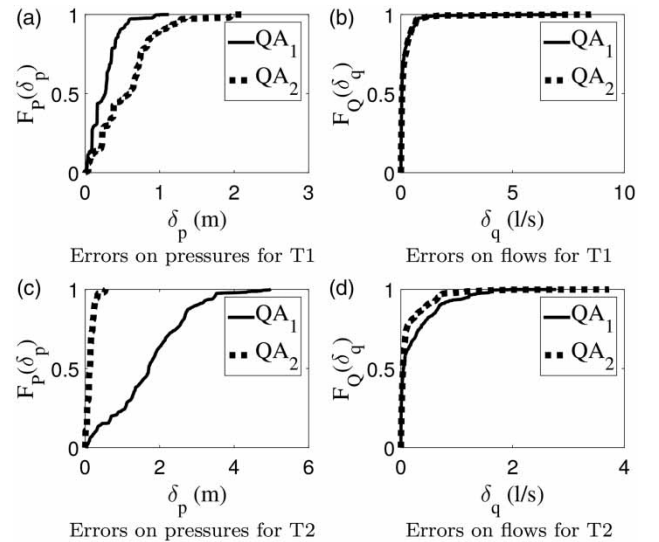 (a)
1
0.5
0
F_P(δ_p)
QA_1
QA_2
0 1 2 3
δ_p (m)
Errors on pressures for T1
(b)
1
0.5
0
F_Q(δ_q)
QA_1
QA_2
0 5 10
δ_q (l/s)
Errors on flows for T1
(c)
1
0.5
0
F_P(δ_p)
QA_1
QA_2
0 2 4 6
δ_p (m)
Errors on pressures for T2
(d)
1
0.5
0
F_Q(δ_q)
QA_1
QA_2
0 2 4
δ_q (l/s)
Errors on flows for T2